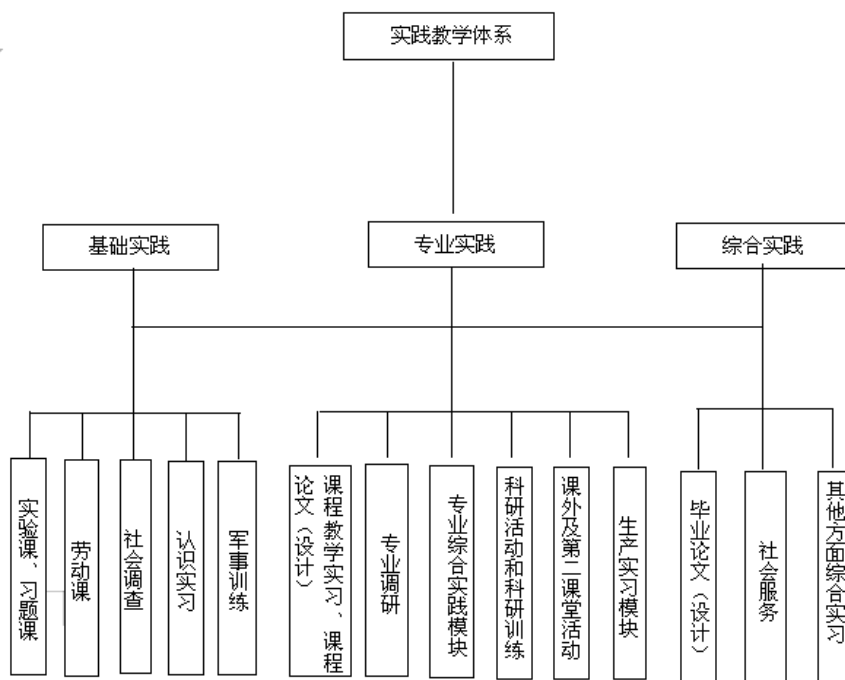 实践教学体系
基础实践
专业实践
综合实践
实验课、习题课
劳动课
社会调查
认识实习
军事训练
课程教学实习、课程
论文（设计）
专业调研
专业综合实践模块
科研活动和科研训练
课外及第二课堂活动
生产实习模块
毕业论文（设计）
社会服务
其他方面综合实习